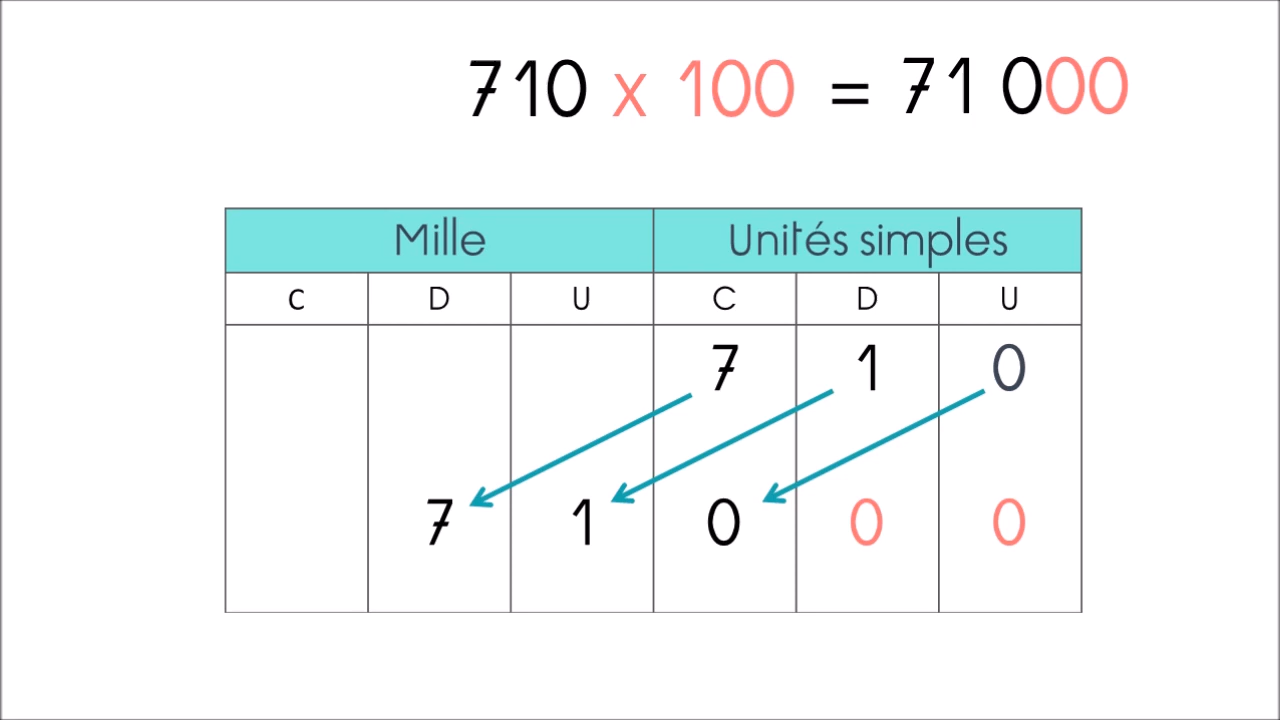 710 x 100 = 71 000
Mille Unités simples
c D U C D U
7 1 0
7 1 0 0 0